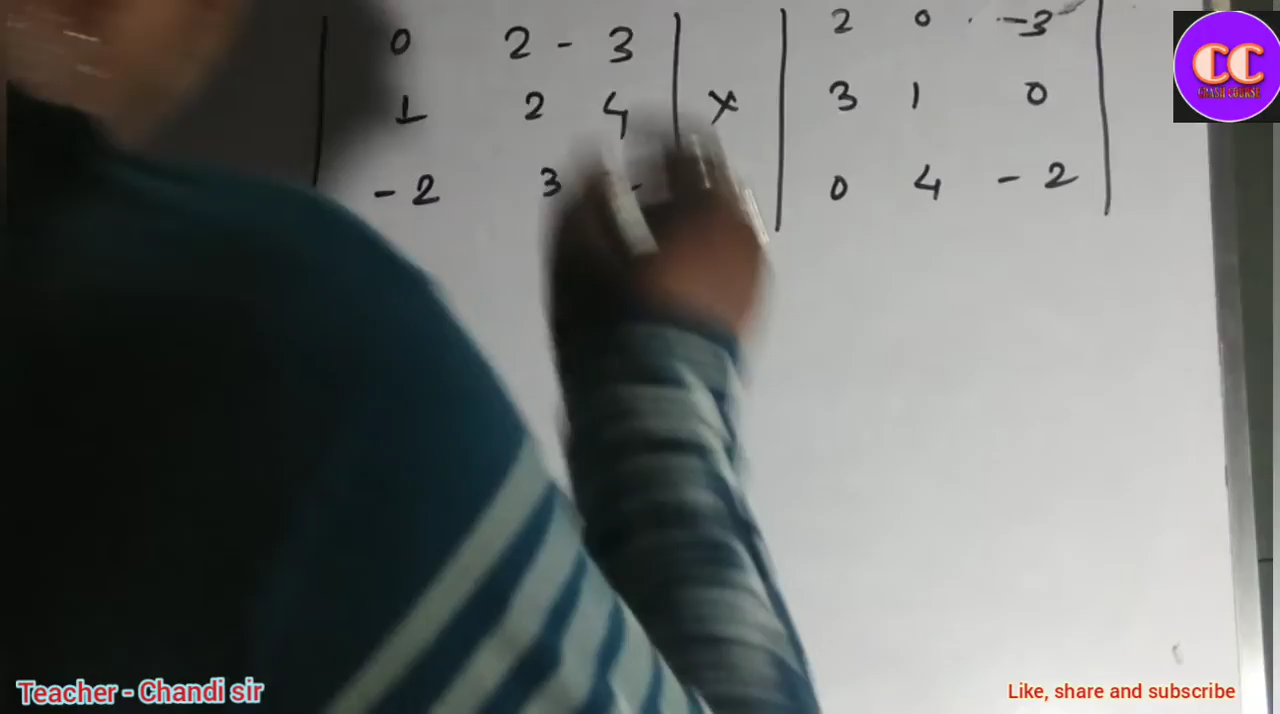 | 0 2 - 3 | × | 2 0 -3 |
| 1 2 4 | | 3 1 0 |
| -2 3 - | 0 4 -2 |
CC
CRASH COURSE
Teacher - Chandi sir
Like, share and subscribe